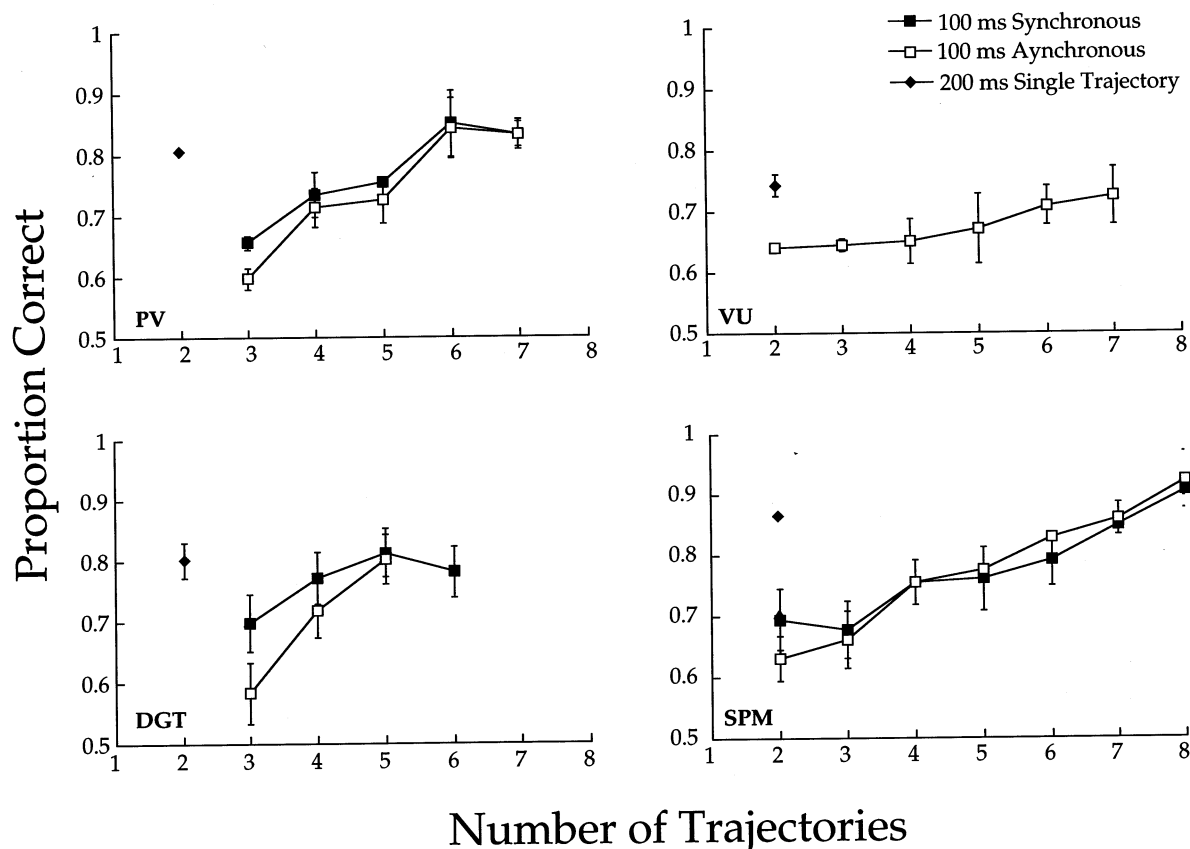 100 ms Synchronous
100 ms Aynchronous
200 ms Single Trajectory
Proportion Correct
1
0.9
0.8
0.7
0.6
0.5
PV
1 2 3 4 5 6 7 8
1
0.9
0.8
0.7
0.6
0.5
VU
1 2 3 4 5 6 7 8
1
0.9
0.8
0.7
0.6
0.5
DGT
1 2 3 4 5 6 7 8
1
0.9
0.8
0.7
0.6
0.5
SPM
1 2 3 4 5 6 7 8
Number of Trajectories